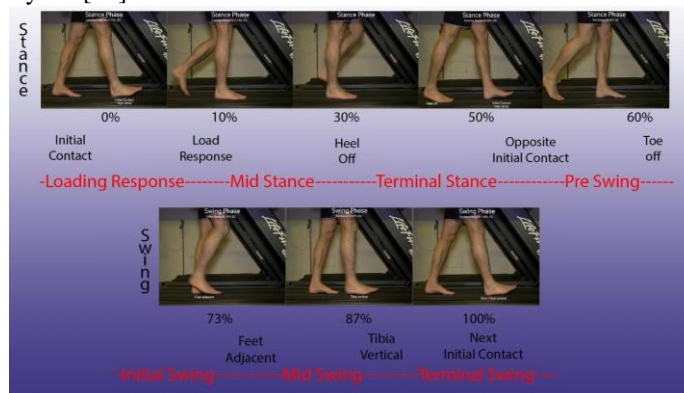 Stance
Stance Phase
Stance Phase
Stance Phase
Stance Phase
Stance Phase
0%
10%
30%
50%
60%
Initial
Contact
Load
Response
Heel
Off
Opposite
Initial Contact
Toe
off
-Loading Response-------Mid Stance----------Terminal Stance-----------Pre Swing------
Swing
Swing Phase
Swing Phase
Swing Phase
Feet adjacent
73%
87%
100%
Feet
Adjacent
Tibia
Vertical
Next
Initial Contact
-Initial Swing--------Mid Swing--------Terminal Swing---